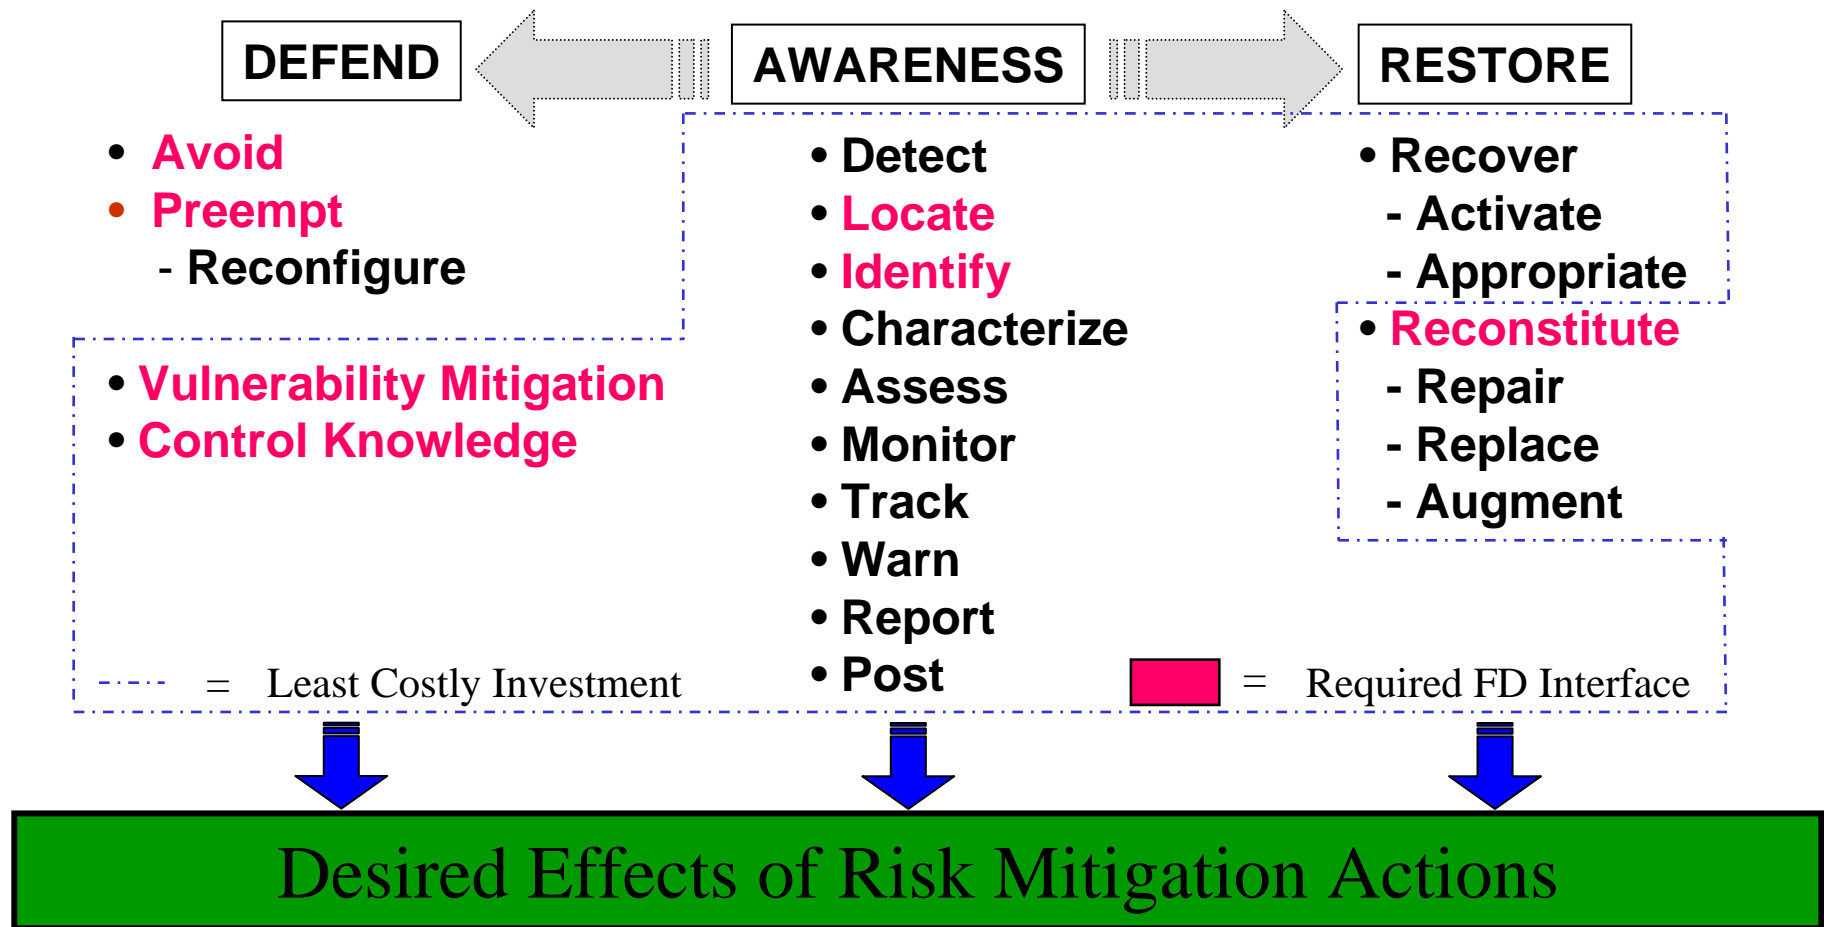 DEFEND
AWARENESS
RESTORE
• Avoid
• Preempt
- Reconfigure
• Vulnerability Mitigation
• Control Knowledge
• Detect
• Locate
• Identify
• Characterize
• Assess
• Monitor
• Track
• Warn
• Report
• Post
• Recover
- Activate
- Appropriate
• Reconstitute
- Repair
- Replace
- Augment
= Least Costly Investment
= Required FD Interface
Desired Effects of Risk Mitigation Actions